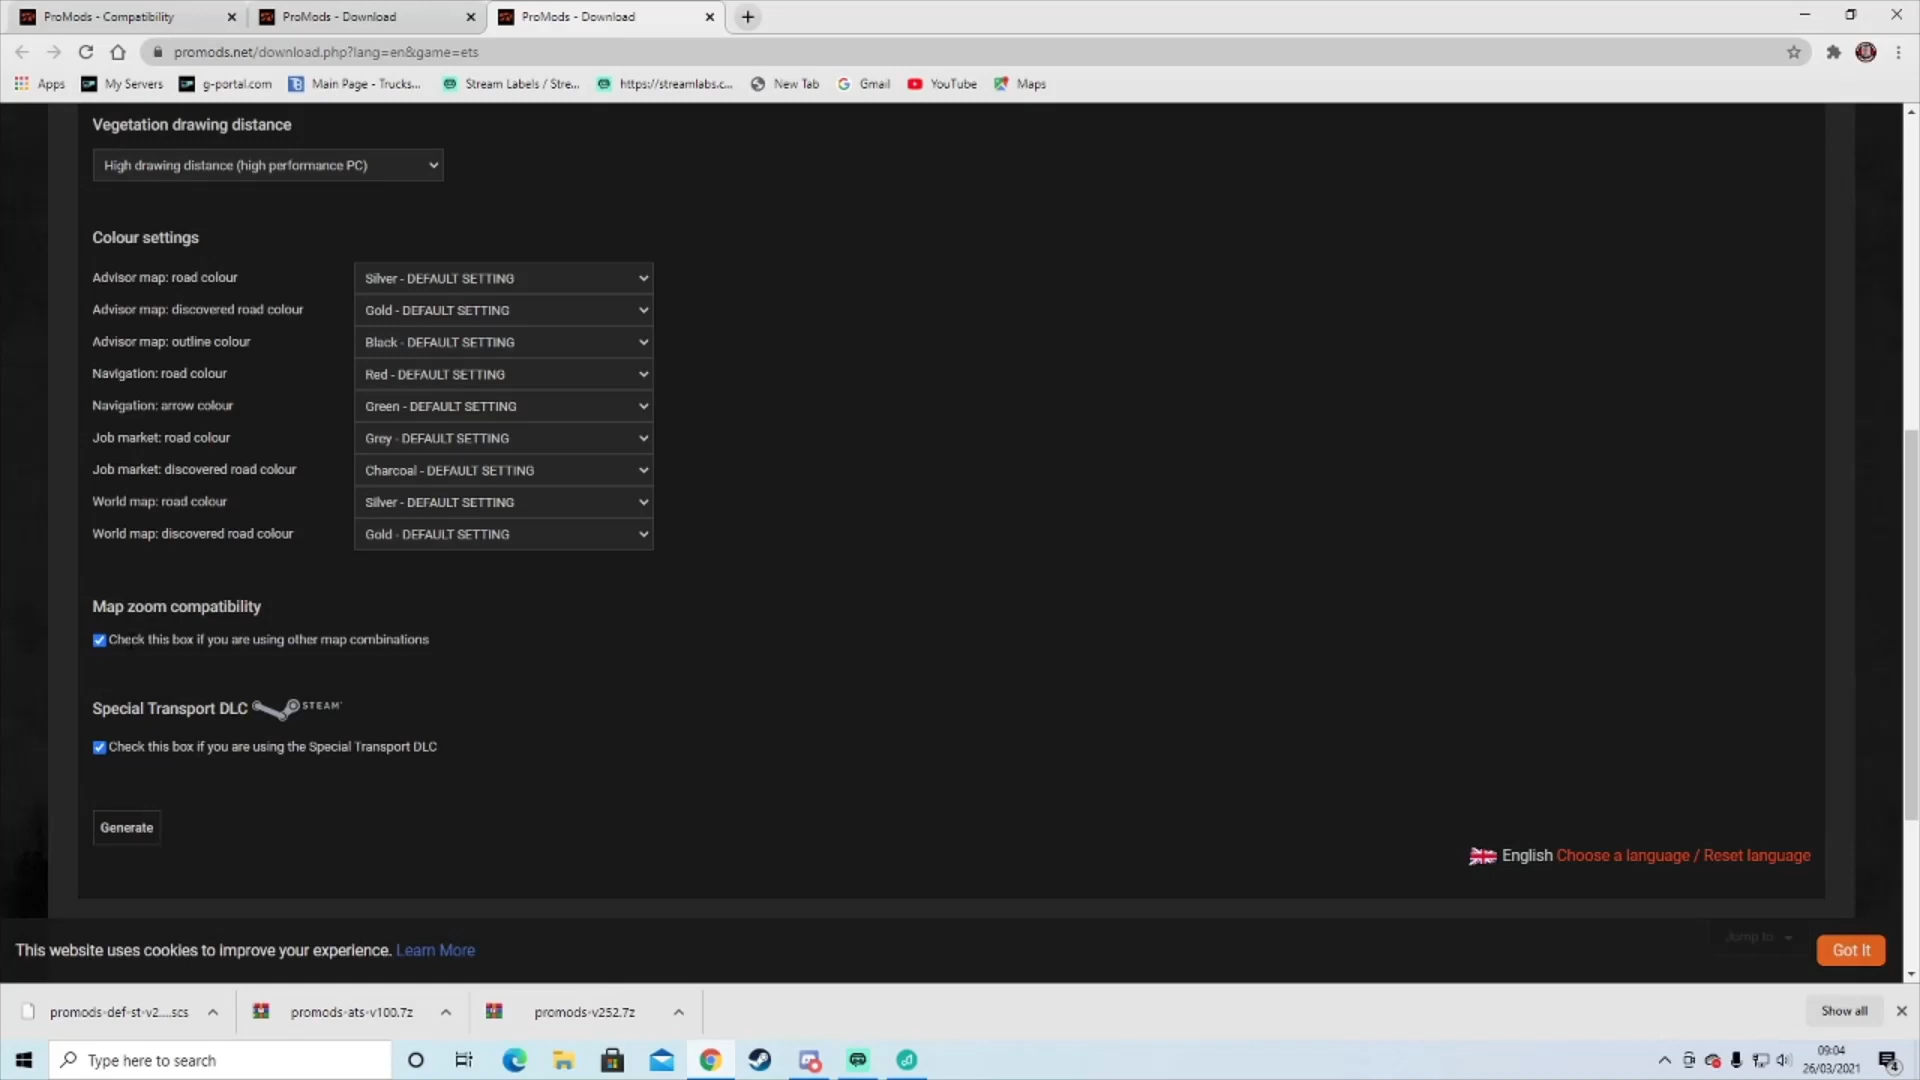 ProMods - Compatibility
ProMods - Download
ProMods - Download
promods.net/download.php?lang=en&game=ets
Apps
My Servers
g-portal.com
Main Page - Trucks...
Stream Labels / Stre...
https://streamlabs.c...
New Tab
Gmail
YouTube
Maps
Vegetation drawing distance
High drawing distance (high performance PC)
Colour settings
Advisor map: road colour
Silver - DEFAULT SETTING
Advisor map: discovered road colour
Gold - DEFAULT SETTING
Advisor map: outline colour
Black - DEFAULT SETTING
Navigation: road colour
Red - DEFAULT SETTING
Navigation: arrow colour
Green - DEFAULT SETTING
Job market: road colour
Grey - DEFAULT SETTING
Job market: discovered road colour
Charcoal - DEFAULT SETTING
World map: road colour
Silver - DEFAULT SETTING
World map: discovered road colour
Gold - DEFAULT SETTING
Map zoom compatibility
Check this box if you are using other map combinations
Special Transport DLC STEAM
Check this box if you are using the Special Transport DLC
Generate
English Choose a language / Reset language
This website uses cookies to improve your experience. Learn More
Jump to
Got It
promods-def-st-v2....scs
promods-ats-v100.7z
promods-v252.7z
Show all
Type here to search
09:04
26/03/2021
4